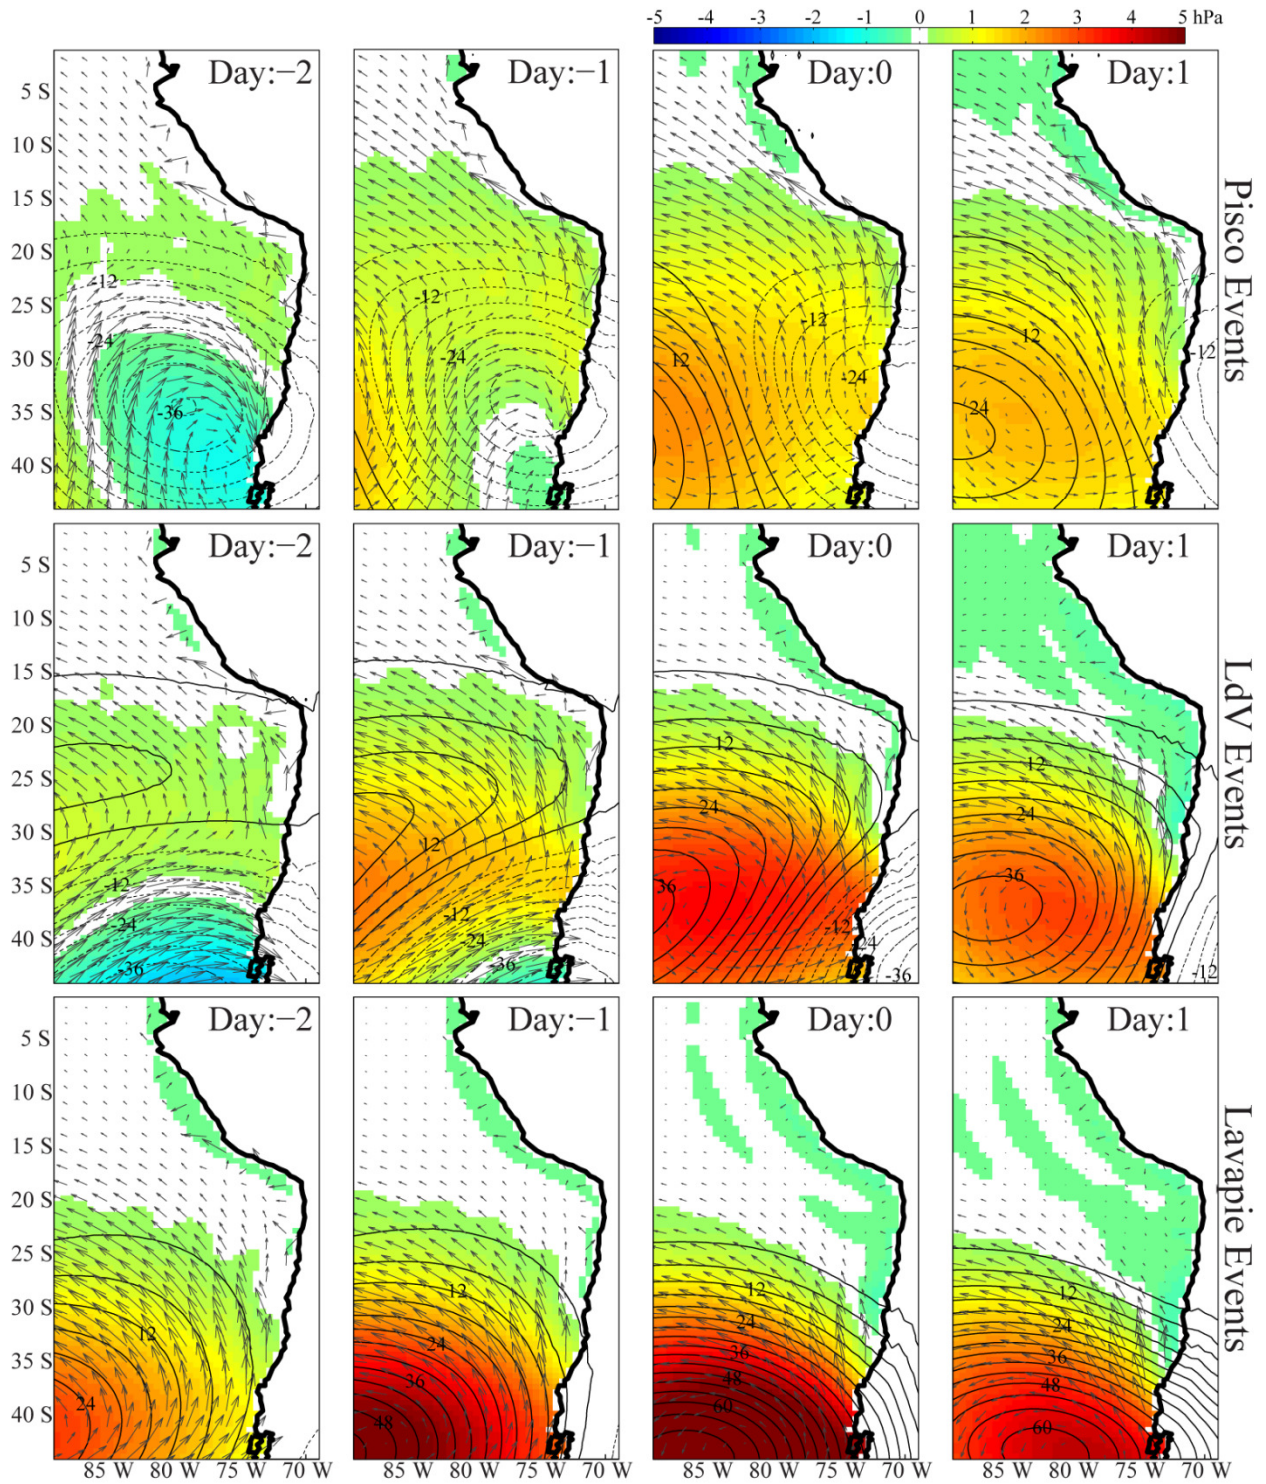 -5 -4 -3 -2 -1 0 1 2 3 4 5 hPa
Day:−2 Day:−1 Day:0 Day:1
5 S
10 S
15 S
20 S
25 S
30 S
35 S
40 S
-12
-24
-36
-12
-24
12
-12
-24
12
24
-12
Pisco Events
Day:−2 Day:−1 Day:0 Day:1
5 S
10 S
15 S
20 S
25 S
30 S
35 S
40 S
-12
-24
-36
12
-12
-24
-36
12
24
36
-12
-24
-36
12
24
36
-12
LdV Events
Day:−2 Day:−1 Day:0 Day:1
5 S
10 S
15 S
20 S
25 S
30 S
35 S
40 S
12
24
12
24
36
48
12
24
36
48
60
12
24
36
48
60
Lavapie Events
85 W 80 W 75 W 70 W 85 W 80 W 75 W 70 W 85 W 80 W 75 W 70 W 85 W 80 W 75 W 70 W